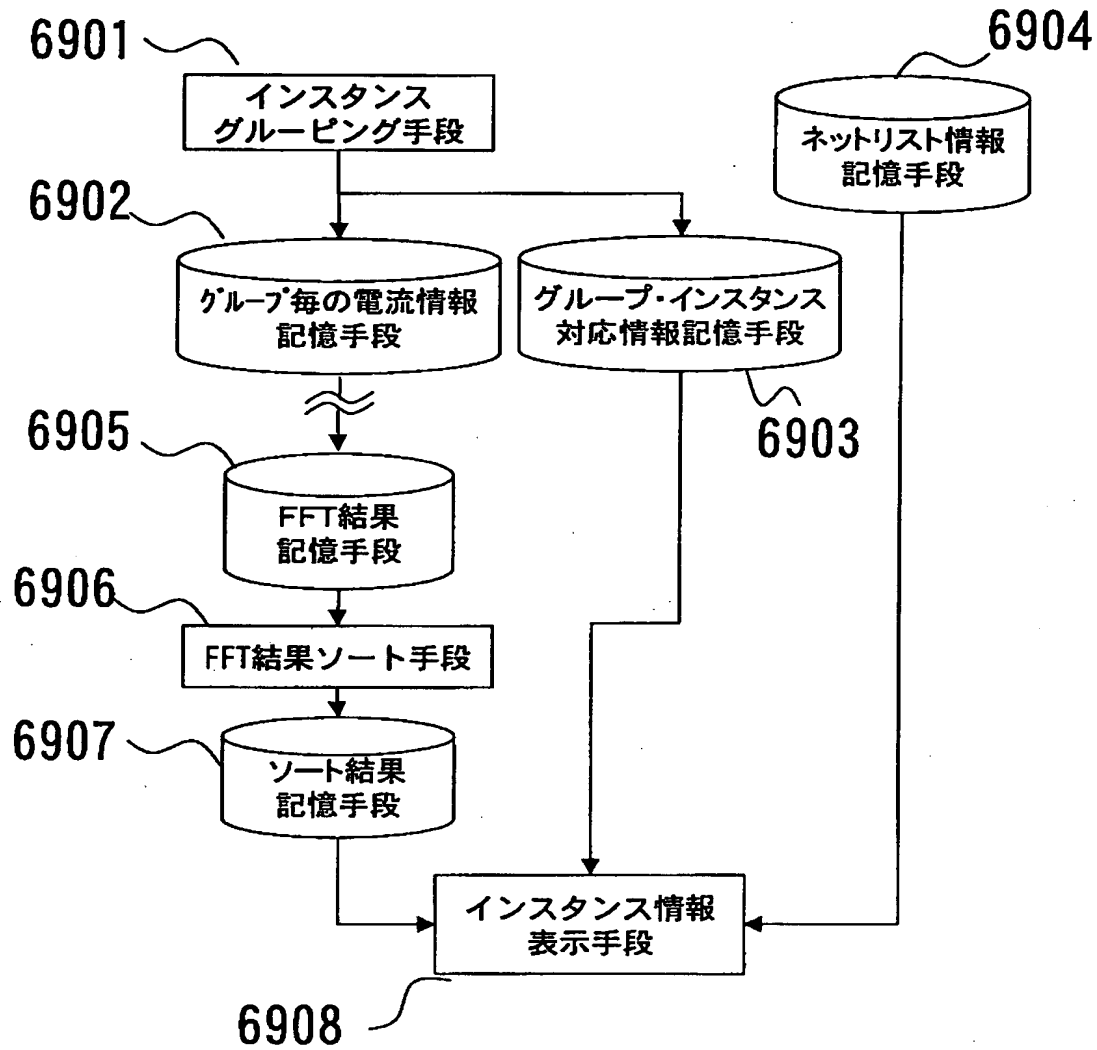 6901
インスタンス
グルーピング手段
6904
ネットリスト情報
記憶手段
6902
グループ毎の電流情報
記憶手段
グループ・インスタンス
対応情報記憶手段
6903
6905
FFT結果
記憶手段
6906
FFT結果ソート手段
6907
ソート結果
記憶手段
インスタンス情報
表示手段
6908